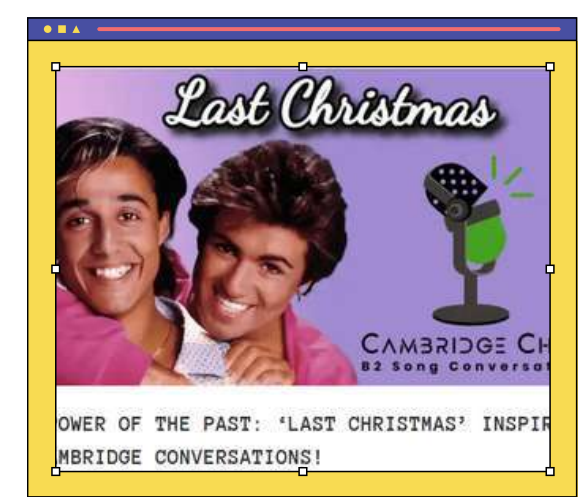 Last Christmas
CAMBRIDGE CH
B2 Song Conversat
OWER OF THE PAST: ‘LAST CHRISTMAS’ INSPIR
MBRIDGE CONVERSATIONS!